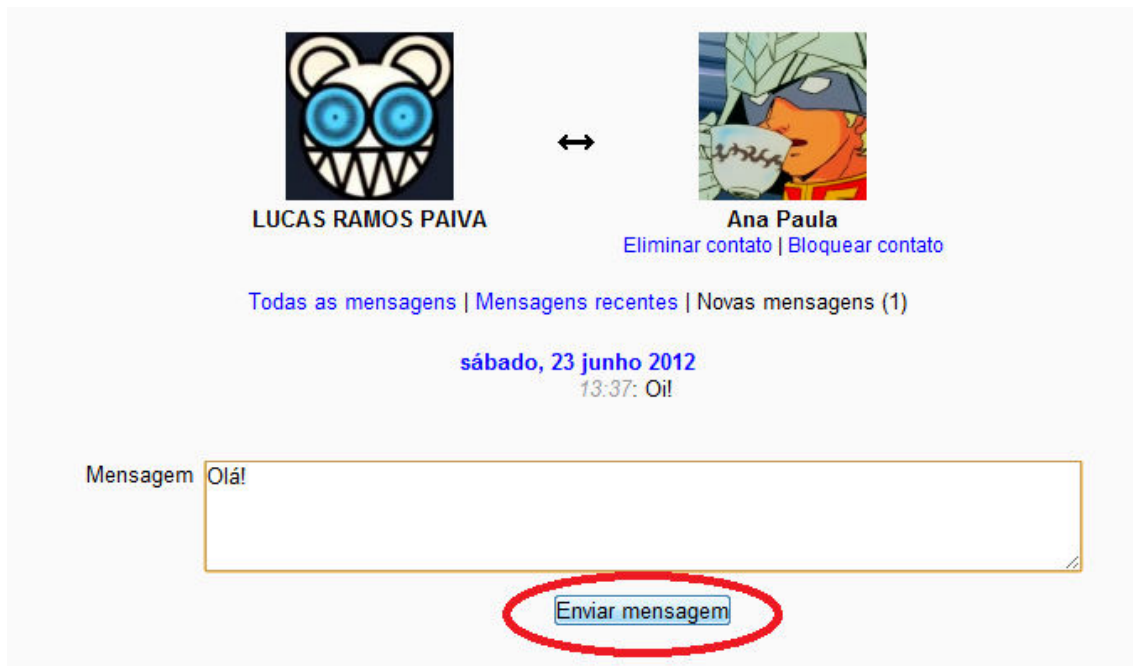 LUCAS RAMOS PAIVA
Ana Paula
Eliminar contato | Bloquear contato
Todas as mensagens | Mensagens recentes | Novas mensagens (1)
sábado, 23 junho 2012
13:37: Oi!
Mensagem
Olá!
Enviar mensagem